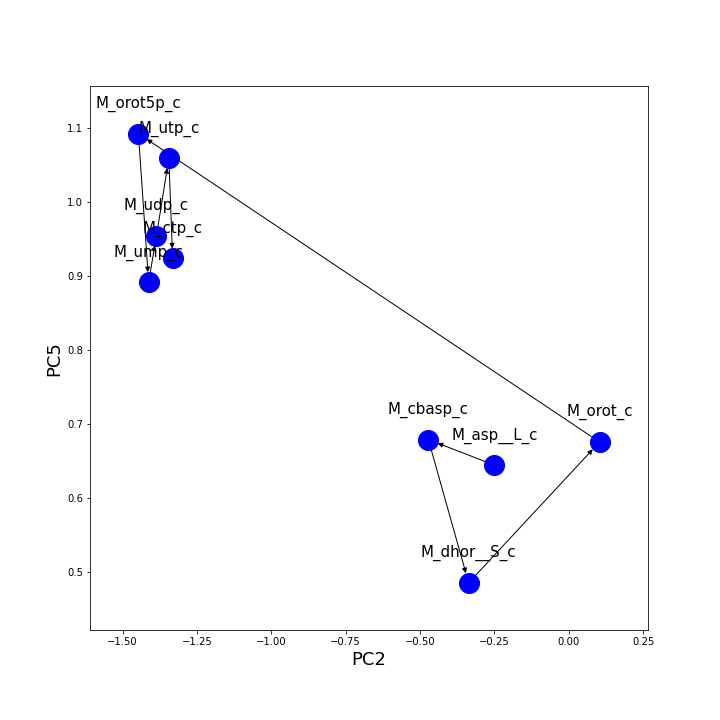 M_orot5p_c
M_utp_c
M_udp_c
M_ctp_c
M_ump_c
M_cbasp_c
M_orot_c
M_asp__L_c
M_dhor__S_c
1.1
1.0
0.9
0.8
0.7
0.6
0.5
PC5
−1.50
−1.25
−1.00
−0.75
−0.50
−0.25
0.00
0.25
PC2